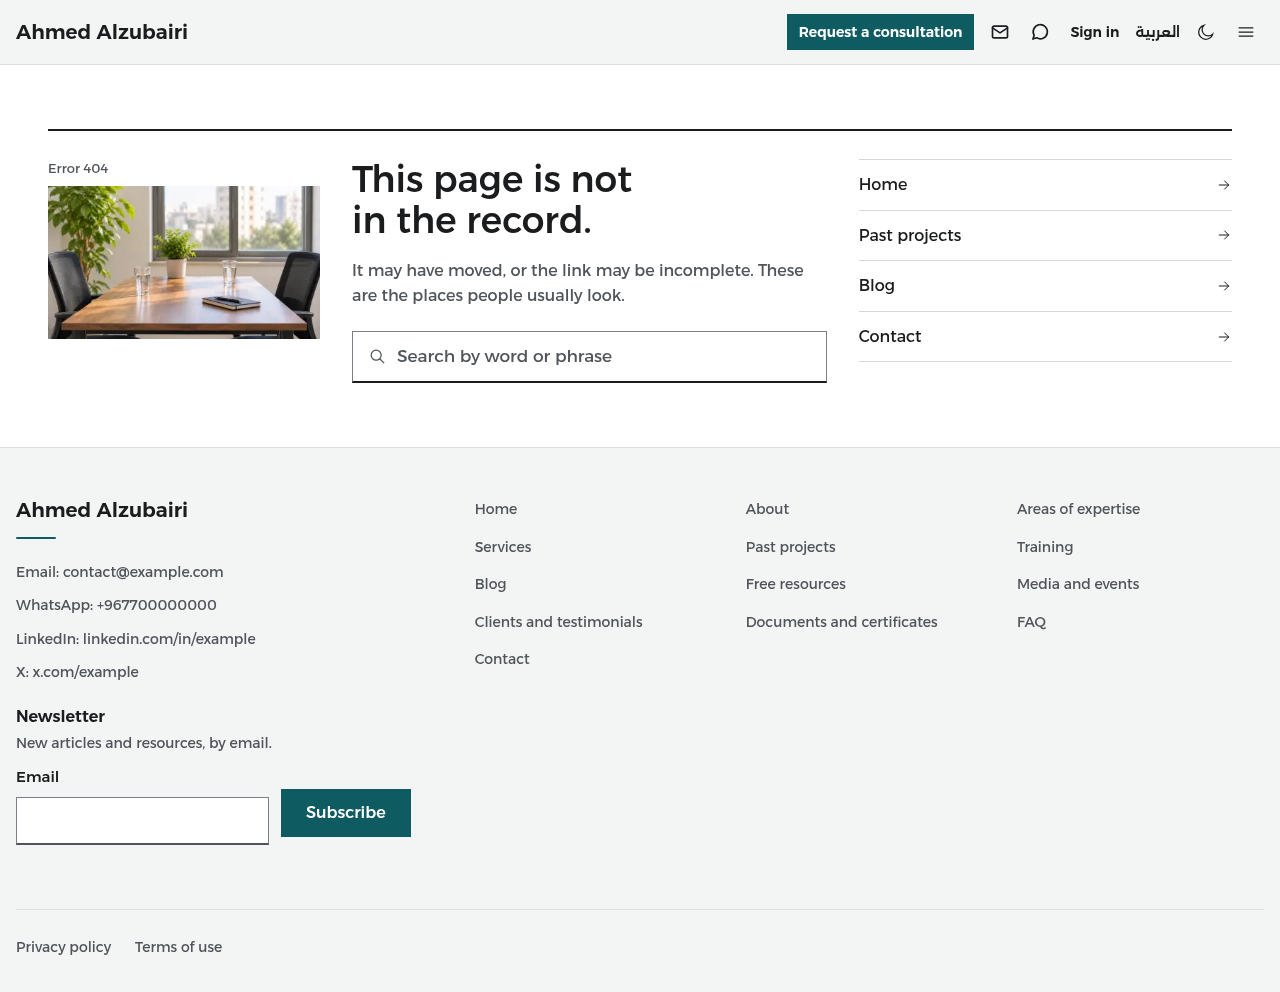 Ahmed Alzubairi
Request a consultation
Sign in
العربية
Error 404
This page is not
in the record.
It may have moved, or the link may be incomplete. These
are the places people usually look.
Search by word or phrase
Home
Past projects
Blog
Contact
Ahmed Alzubairi
Email: contact@example.com
WhatsApp: +967700000000
LinkedIn: linkedin.com/in/example
X: x.com/example
Newsletter
New articles and resources, by email.
Email
Subscribe
Home
Services
Blog
Clients and testimonials
Contact
About
Past projects
Free resources
Documents and certificates
Areas of expertise
Training
Media and events
FAQ
Privacy policy
Terms of use